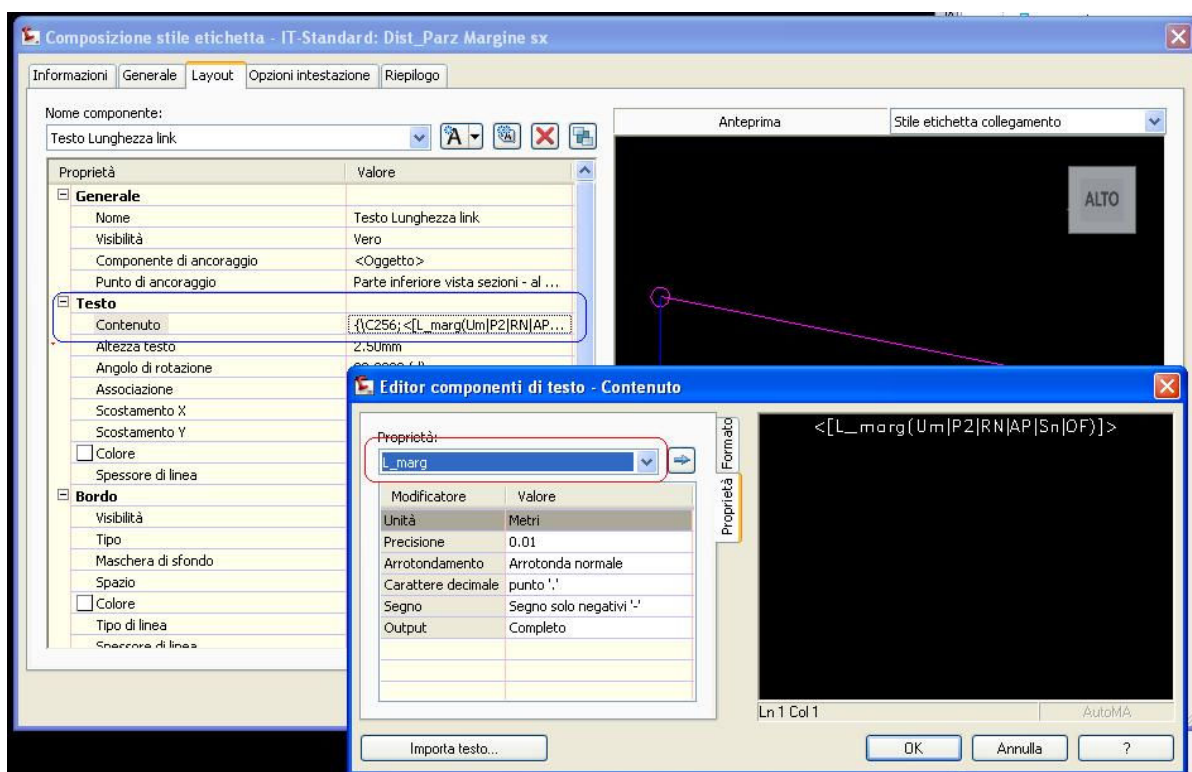 Composizione stile etichetta - IT-Standard: Dist_Parz Margine sx
Informazioni Generale Layout Opzioni intestazione Riepilogo
Nome componente:
Testo Lunghezza link
Anteprima Stile etichetta collegamento
Proprietà Valore
Generale
Nome Testo Lunghezza link
Visibilità Vero
Componente di ancoraggio <Oggetto>
Punto di ancoraggio Parte inferiore vista sezioni - al ...
ALTO
Testo
Contenuto {\C256;<[L_marg(Um|P2|RN|AP...
Altezza testo 2.50mm
Angolo di rotazione
Associazione
Scostamento X
Scostamento Y
Colore
Spessore di linea
Bordo
Visibilità
Tipo
Maschera di sfondo
Spazio
Colore
Tipo di linea
Spessore di linea
Editor componenti di testo - Contenuto
Proprietà:
L_marg
Modificatore Valore
Unità Metri
Precisione 0.01
Arrotondamento Arrotonda normale
Carattere decimale punto '.'
Segno Segno solo negativi '-'
Output Completo
Formato
Proprietà
<[L_marg(Um|P2|RN|AP|Sn|OF)]>
Ln 1 Col 1 AutoMA
Importa testo... OK Annulla ?